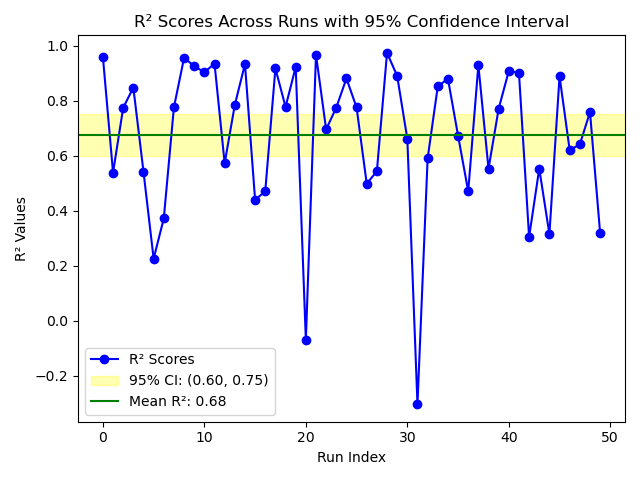 R² Scores Across Runs with 95% Confidence Interval
1.0
0.8
0.6
0.4
0.2
0.0
−0.2
R² Values
R² Scores
95% CI: (0.60, 0.75)
Mean R²: 0.68
0 10 20 30 40 50
Run Index